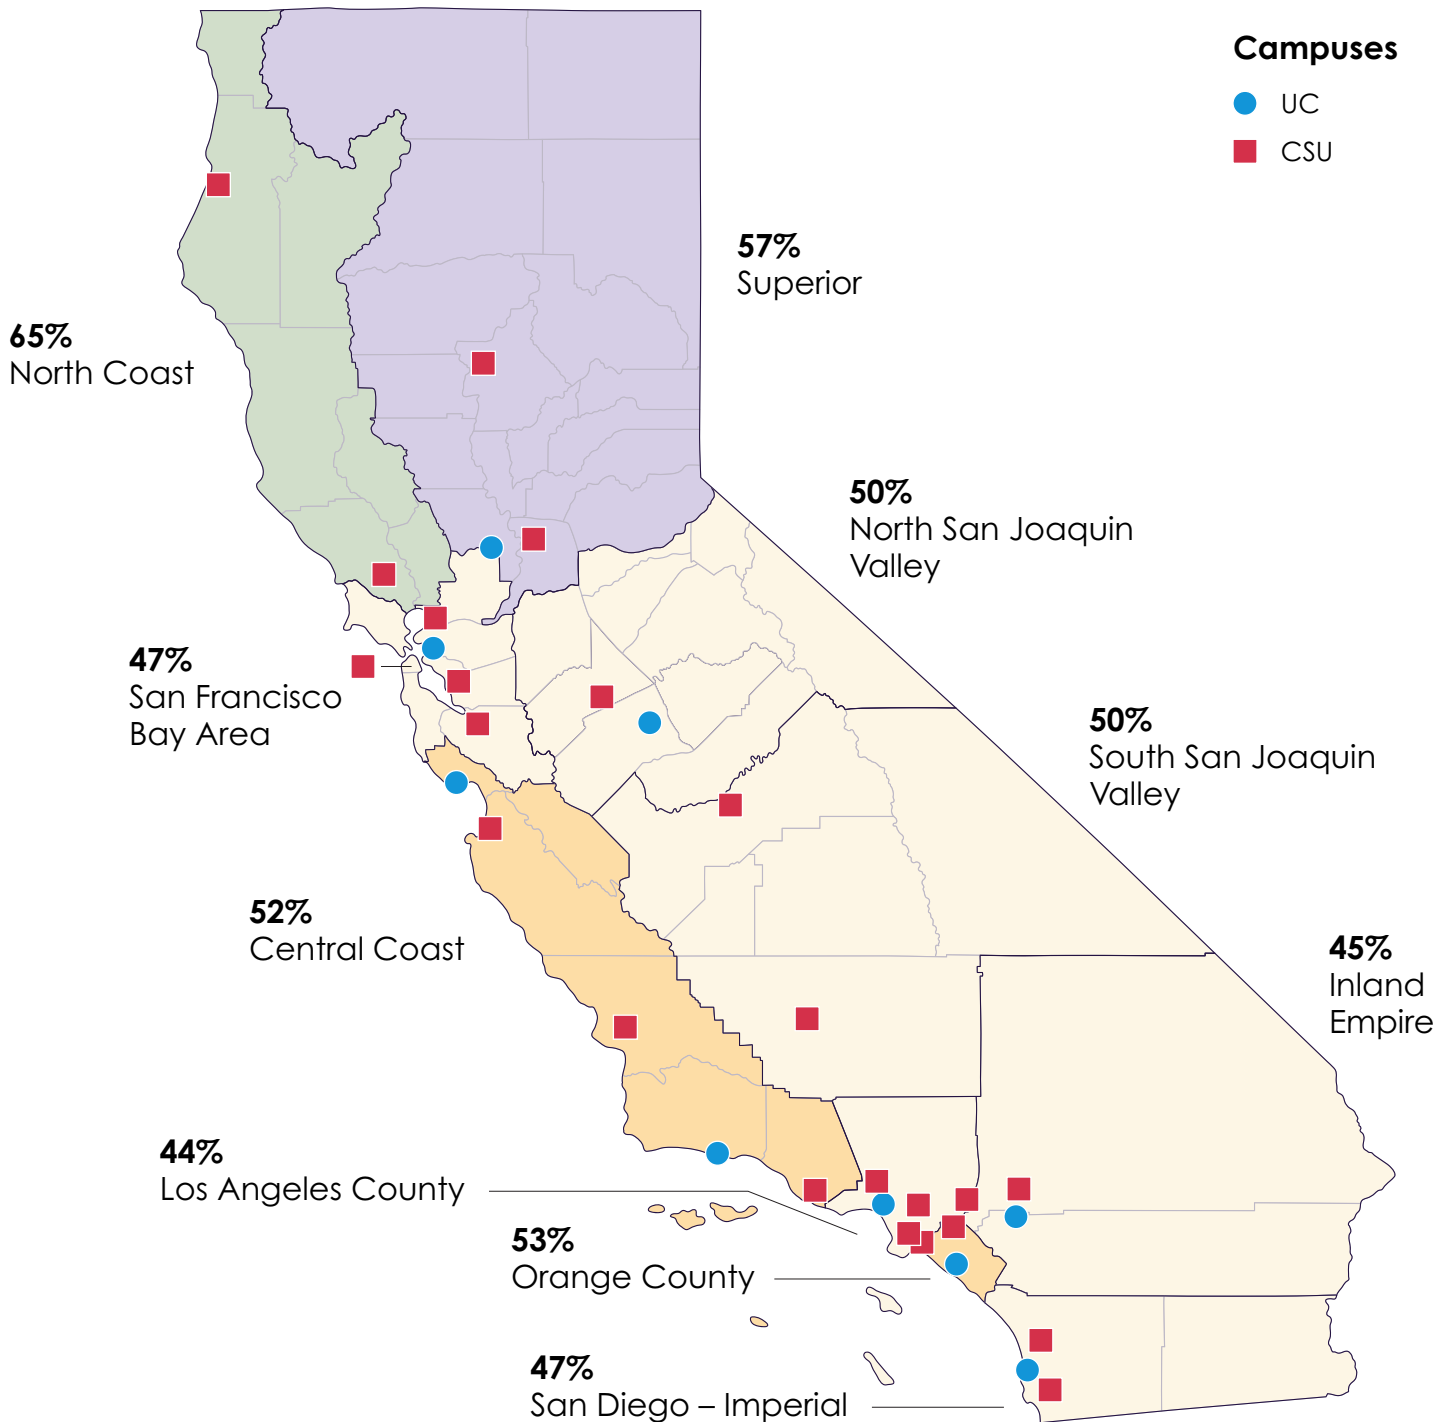 Campuses
UC
CSU
57%
Superior
65%
North Coast
50%
North San Joaquin
Valley
47%
San Francisco
Bay Area
50%
South San Joaquin
Valley
52%
Central Coast
45%
Inland
Empire
44%
Los Angeles County
53%
Orange County
47%
San Diego – Imperial